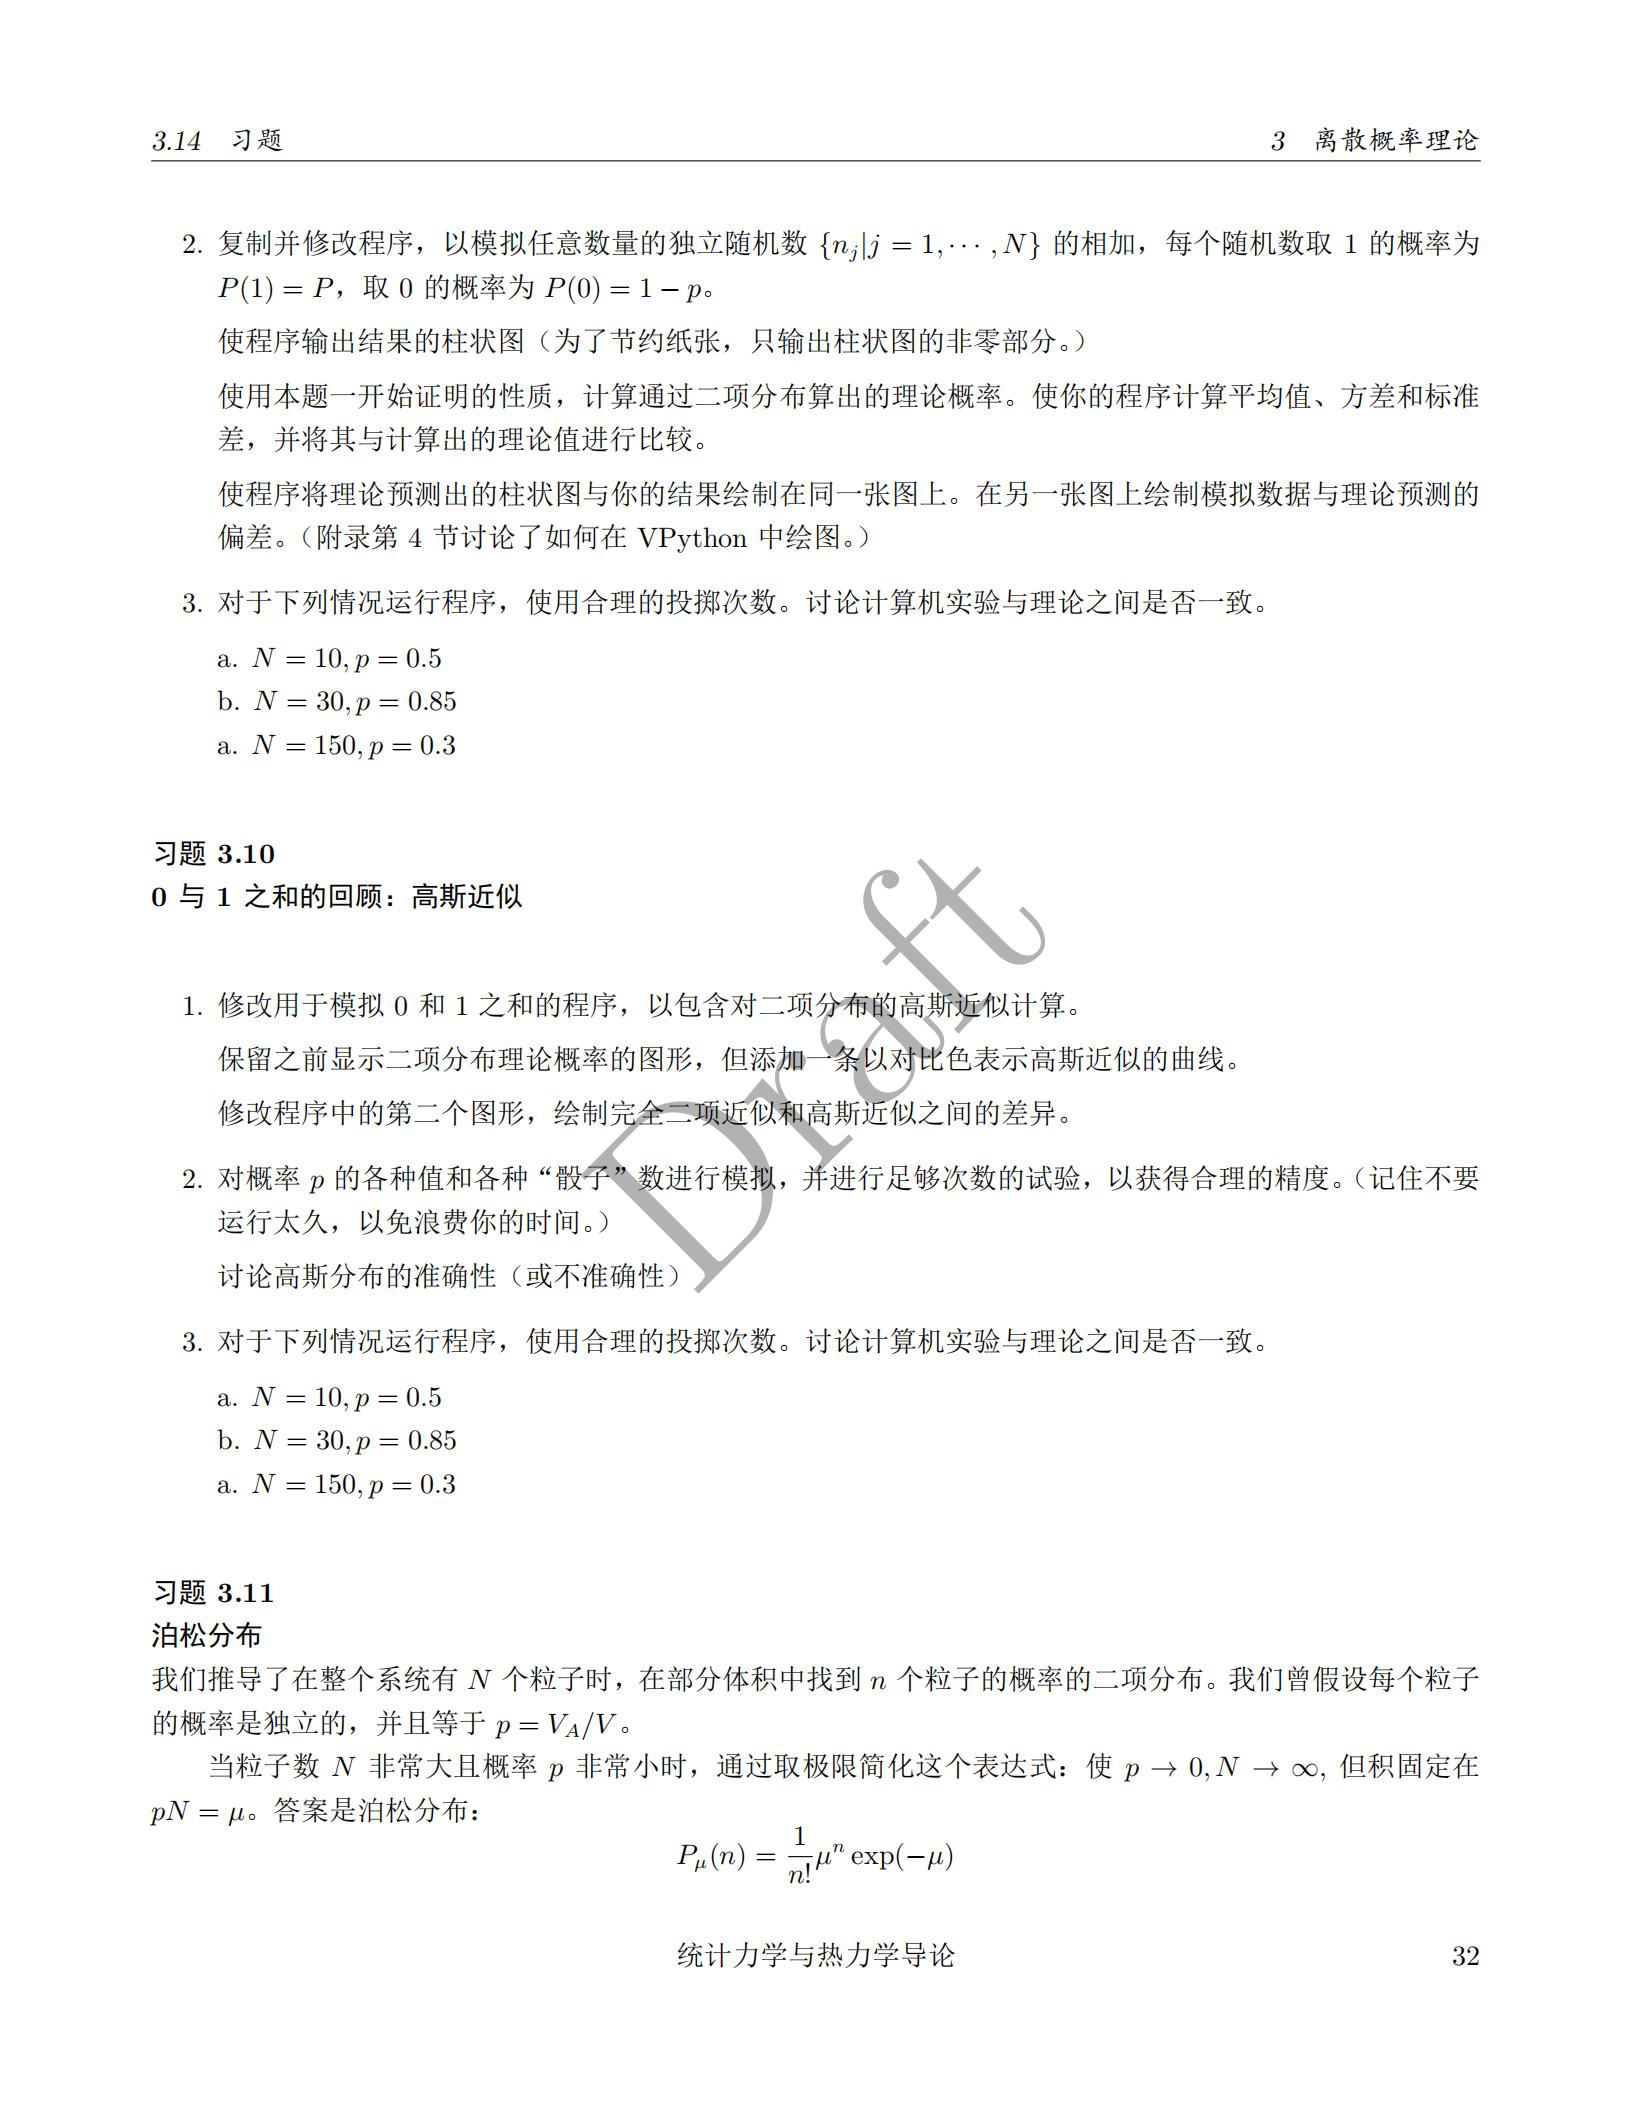 3.14 习题
3 离散概率理论
2. 复制并修改程序，以模拟任意数量的独立随机数 {n_j|j = 1, ⋯ , N} 的相加，每个随机数取 1 的概率为
P(1) = P，取 0 的概率为 P(0) = 1 − p。
使程序输出结果的柱状图（为了节约纸张，只输出柱状图的非零部分。）
使用本题一开始证明的性质，计算通过二项分布算出的理论概率。使你的程序计算平均值、方差和标准
差，并将其与计算出的理论值进行比较。
使程序将理论预测出的柱状图与你的结果绘制在同一张图上。在另一张图上绘制模拟数据与理论预测的
偏差。（附录第 4 节讨论了如何在 VPython 中绘图。）
3. 对于下列情况运行程序，使用合理的投掷次数。讨论计算机实验与理论之间是否一致。
a. N = 10, p = 0.5
b. N = 30, p = 0.85
a. N = 150, p = 0.3
习题 3.10
0 与 1 之和的回顾：高斯近似
1. 修改用于模拟 0 和 1 之和的程序，以包含对二项分布的高斯近似计算。
保留之前显示二项分布理论概率的图形，但添加一条以对比色表示高斯近似的曲线。
修改程序中的第二个图形，绘制完全二项近似和高斯近似之间的差异。
2. 对概率 p 的各种值和各种“骰子”数进行模拟，并进行足够次数的试验，以获得合理的精度。（记住不要
运行太久，以免浪费你的时间。）
讨论高斯分布的准确性（或不准确性）
3. 对于下列情况运行程序，使用合理的投掷次数。讨论计算机实验与理论之间是否一致。
a. N = 10, p = 0.5
b. N = 30, p = 0.85
a. N = 150, p = 0.3
Draft
习题 3.11
泊松分布
我们推导了在整个系统有 N 个粒子时，在部分体积中找到 n 个粒子的概率的二项分布。我们曾假设每个粒子
的概率是独立的，并且等于 p = V_A/V。
当粒子数 N 非常大且概率 p 非常小时，通过取极限简化这个表达式：使 p → 0, N → ∞, 但积固定在
pN = μ。答案是泊松分布：
P_μ(n) = 1/n! μ^n exp(−μ)
统计力学与热力学导论
32